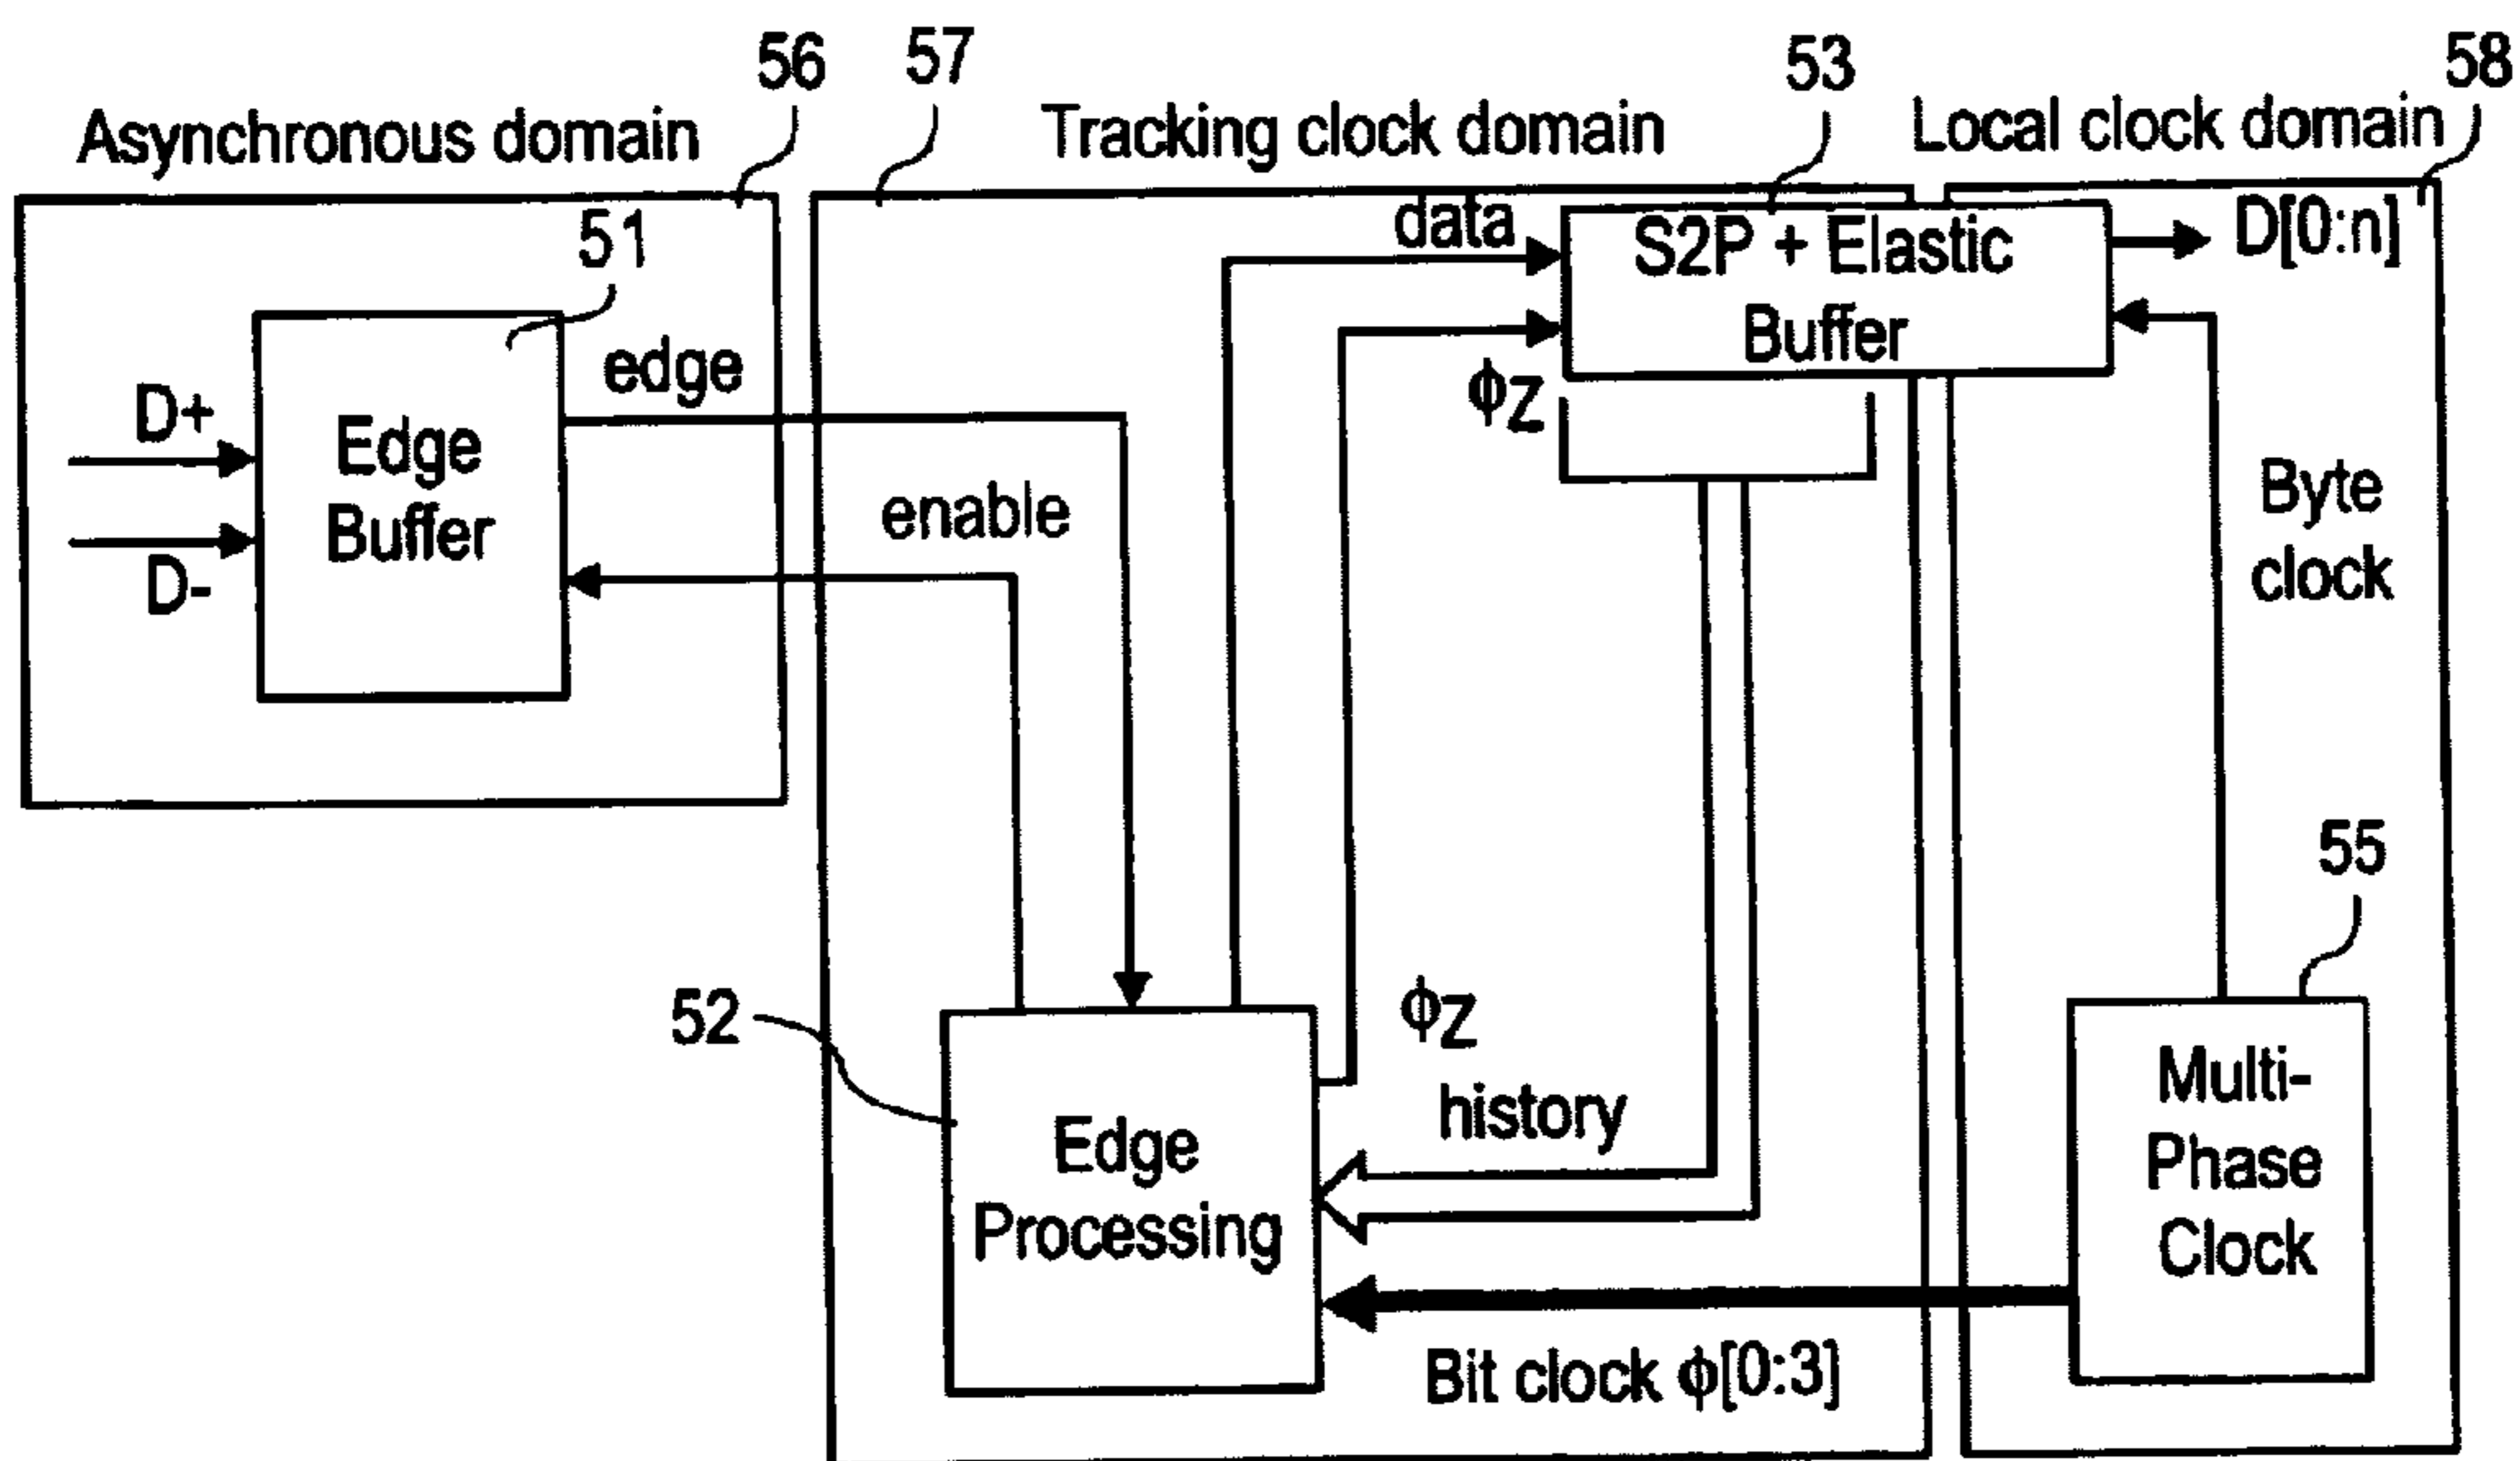 56
57
53
58
Asynchronous domain
Tracking clock domain
Local clock domain
51
data
S2P + Elastic
Buffer
D[0:n]
edge
D+
D-
Edge
Buffer
ϕZ
enable
Byte
clock
55
52
ϕZ
history
Edge
Processing
Multi-
Phase
Clock
Bit clock ϕ[0:3]